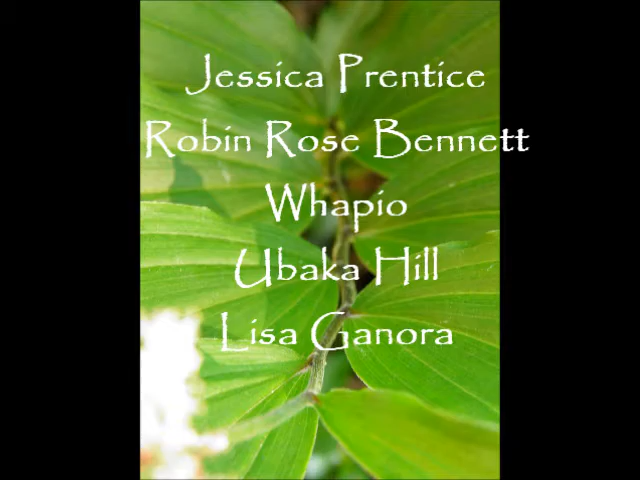 Jessica Prentice
Robin Rose Bennett
Whapio
Ubaka Hill
Lisa Ganora